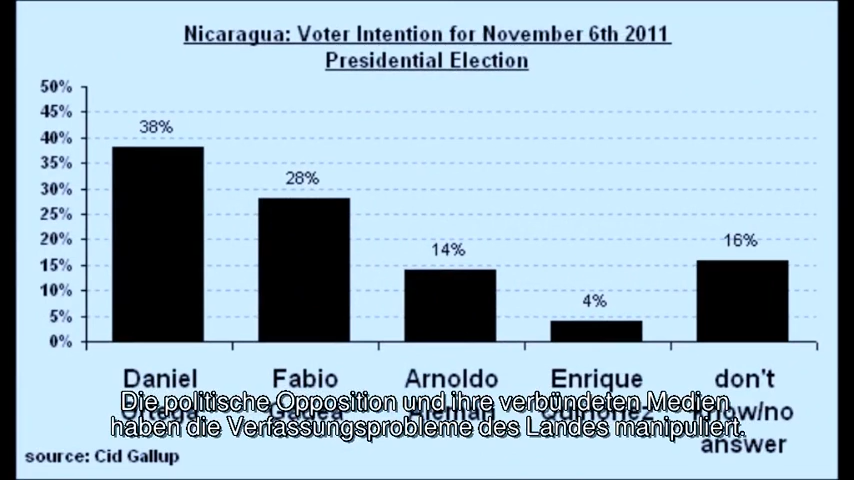 Nicaragua: Voter Intention for November 6th 2011
Presidential Election
50%
45%
40%
35%
30%
25%
20%
15%
10%
5%
0%
38%
28%
14%
4%
16%
Daniel Fabio Arnoldo Enrique don't
know/no
answer
Die politische Opposition und ihre verbündeten Medien
haben die Verfassungsprobleme des Landes manipuliert.
source: Cid Gallup